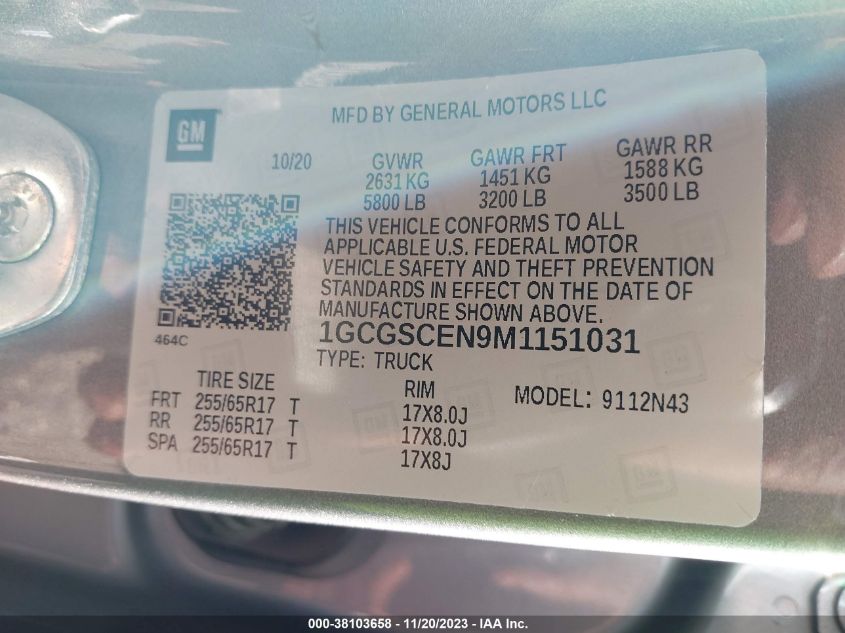 GM
MFD BY GENERAL MOTORS LLC
10/20
GVWR GAWR FRT GAWR RR
2631 KG 1451 KG 1588 KG
5800 LB 3200 LB 3500 LB
THIS VEHICLE CONFORMS TO ALL
APPLICABLE U.S. FEDERAL MOTOR
VEHICLE SAFETY AND THEFT PREVENTION
STANDARDS IN EFFECT ON THE DATE OF
MANUFACTURE SHOWN ABOVE.
464C
1GCGSCEN9M1151031
TYPE: TRUCK
TIRE SIZE RIM MODEL: 9112N43
FRT 255/65R17 T 17X8.0J
RR 255/65R17 T 17X8.0J
SPA 255/65R17 T 17X8J
000-38103658 - 11/20/2023 - IAA Inc.